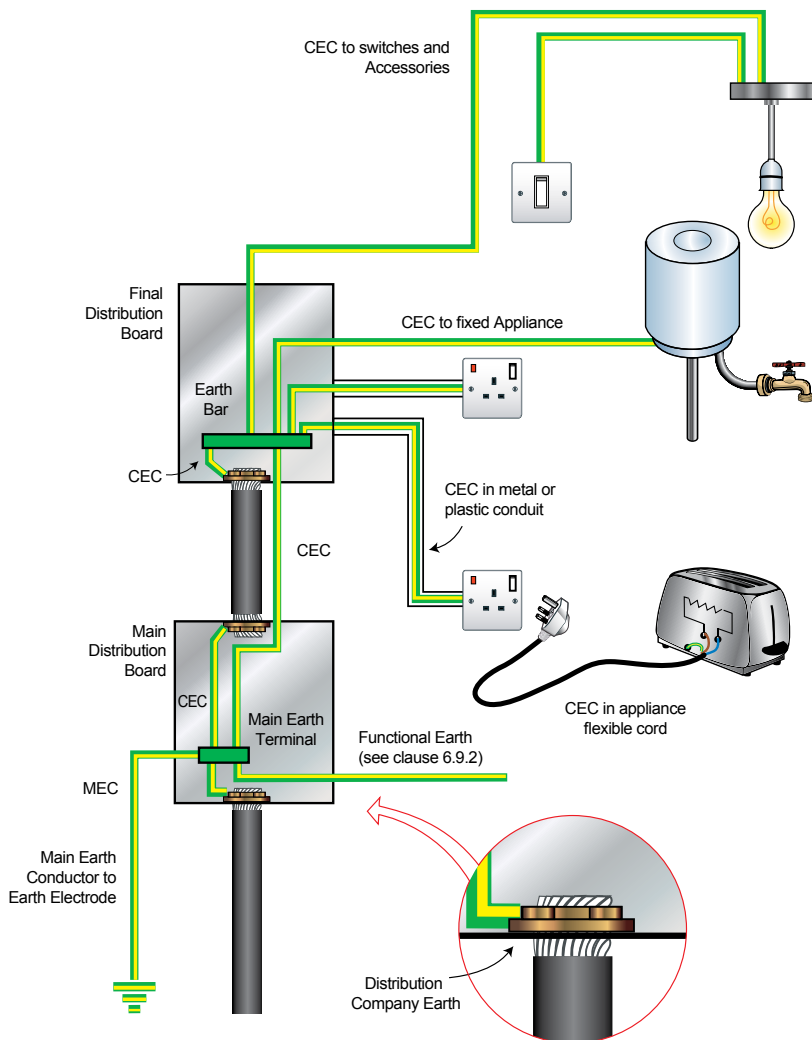 CEC to switches and
Accessories
Final
Distribution
Board
CEC to fixed Appliance
Earth
Bar
CEC
CEC in metal or
plastic conduit
CEC
Main
Distribution
Board
CEC
Main Earth
Terminal
CEC in appliance
flexible cord
Functional Earth
(see clause 6.9.2)
MEC
Main Earth
Conductor to
Earth Electrode
Distribution
Company Earth